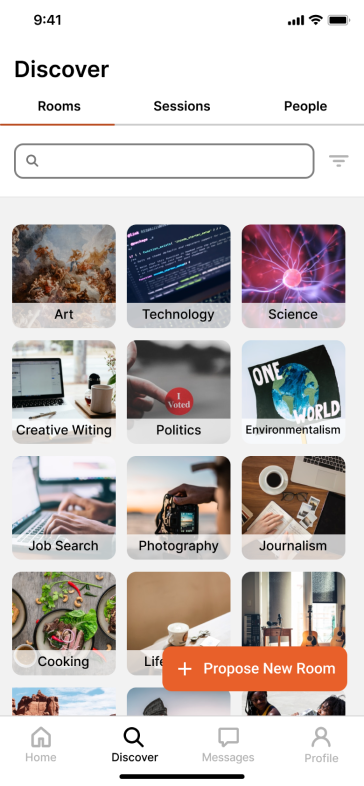 9:41
Discover
Rooms Sessions People
Art Technology Science
I
Voted
ONE
WORLD
Creative Witing Politics Environmentalism
Job Search Photography Journalism
Cooking Life
+ Propose New Room
Home Discover Messages Profile